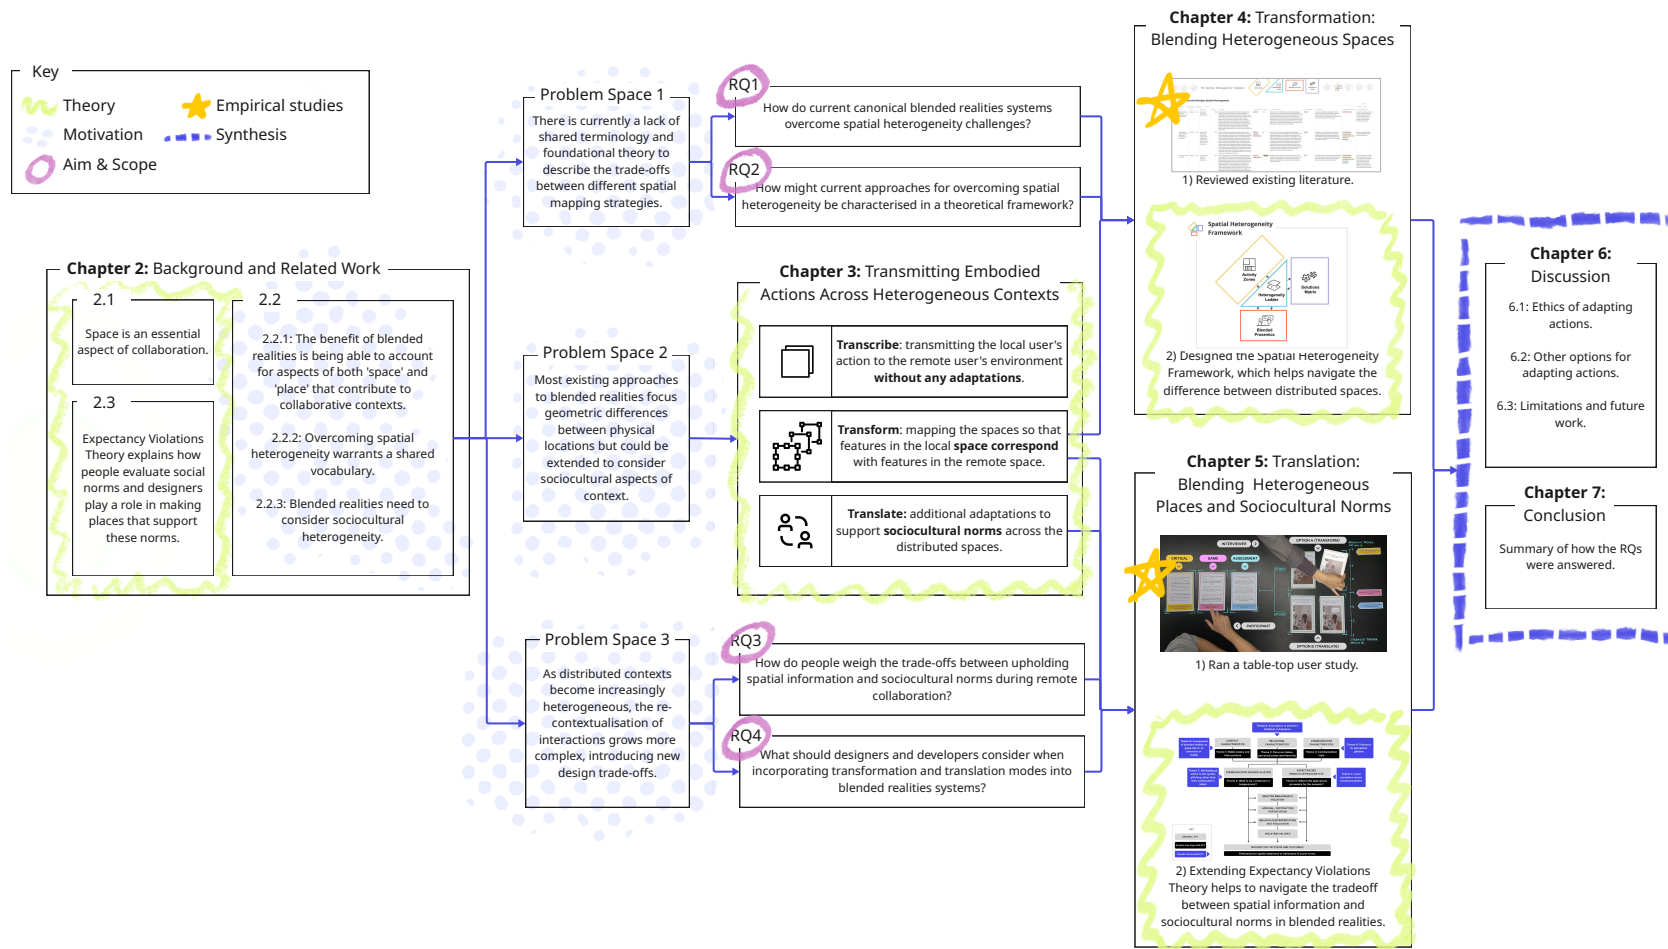 Key
Theory
Empirical studies
Motivation
Synthesis
Aim & Scope
Chapter 2: Background and Related Work
2.1
Space is an essential
aspect of collaboration.
2.3
Expectancy Violations
Theory explains how
people evaluate social
norms and designers
play a role in making
places that support
these norms.
2.2
2.2.1: The benefit of blended
realities is being able to account
for aspects of both 'space' and
'place' that contribute to
collaborative contexts.
2.2.2: Overcoming spatial
heterogeneity warrants a shared
vocabulary.
2.2.3: Blended realities need to
consider sociocultural
heterogeneity.
Problem Space 1
There is currently a lack of
shared terminology and
foundational theory to
describe the trade-offs
between different spatial
mapping strategies.
Problem Space 2
Most existing approaches
to blended realities focus
geometric differences
between physical
locations but could be
extended to consider
sociocultural aspects of
context.
Problem Space 3
As distributed contexts
become increasingly
heterogeneous, the re-
contextualisation of
interactions grows more
complex, introducing new
design trade-offs.
RQ1
How do current canonical blended realities systems
overcome spatial heterogeneity challenges?
RQ2
How might current approaches for overcoming spatial
heterogeneity be characterised in a theoretical framework?
Chapter 3: Transmitting Embodied
Actions Across Heterogeneous Contexts
Transcribe: transmitting the local user's
action to the remote user's environment
without any adaptations.
Transform: mapping the spaces so that
features in the local space correspond
with features in the remote space.
Translate: additional adaptations to
support sociocultural norms across the
distributed spaces.
RQ3
How do people weigh the trade-offs between upholding
spatial information and sociocultural norms during remote
collaboration?
RQ4
What should designers and developers consider when
incorporating transformation and translation modes into
blended realities systems?
Chapter 4: Transformation:
Blending Heterogeneous Spaces
1) Reviewed existing literature.
Spatial Heterogeneity
Framework
Activity
Zones
Heterogeneity
Ladder
Solutions
Matrix
Blended
Proxemics
2) Designed the Spatial Heterogeneity
Framework, which helps navigate the
difference between distributed spaces.
Chapter 5: Translation:
Blending Heterogeneous
Places and Sociocultural Norms
INTERVIEWER
OPTION A (TRANSFORM)
CRITICAL
GAME
ASSESSMENT
PARTICIPANT
OPTION B (TRANSLATE)
1) Ran a table-top user study.
2) Extending Expectancy Violations
Theory helps to navigate the tradeoff
between spatial information and
sociocultural norms in blended realities.
Chapter 6:
Discussion
6.1: Ethics of adapting
actions.
6.2: Other options for
adapting actions.
6.3: Limitations and future
work.
Chapter 7:
Conclusion
Summary of how the RQs
were answered.